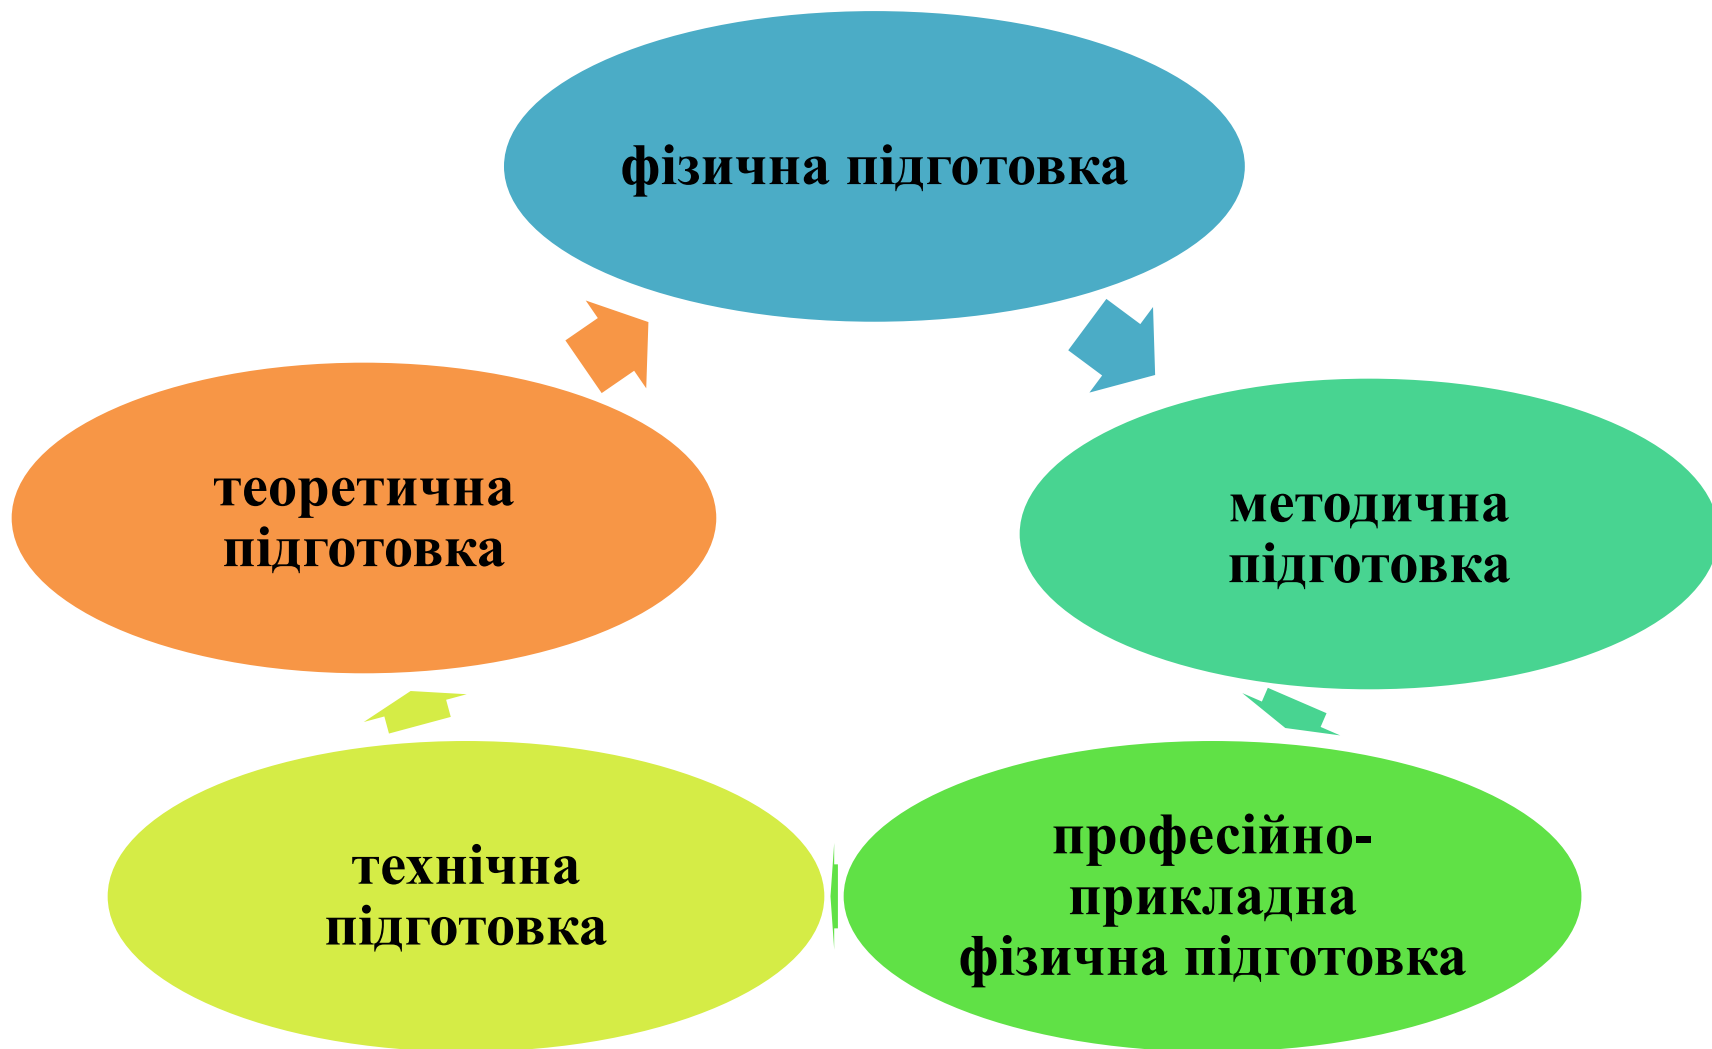 фізична підготовка
теоретична
підготовка
методична
підготовка
технічна
підготовка
професійно-
прикладна
фізична підготовка